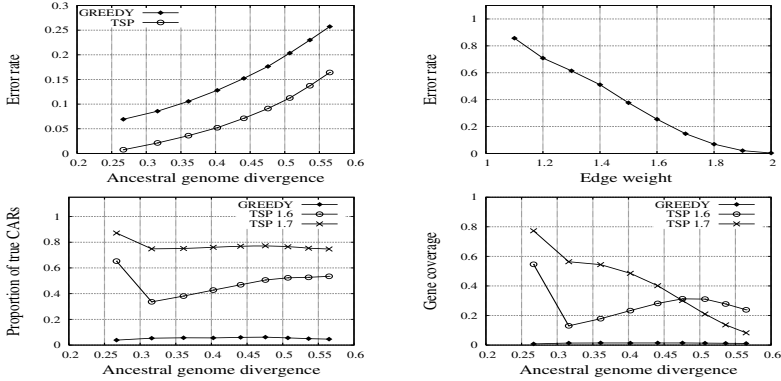 0.3
0.25
0.2
0.15
0.1
0.05
0
Error rate
GREEDY
TSP
0.2 0.25 0.3 0.35 0.4 0.45 0.5 0.55 0.6
Ancestral genome divergence
1
0.8
0.6
0.4
0.2
0
Error rate
1 1.2 1.4 1.6 1.8 2
Edge weight
1
0.8
0.6
0.4
0.2
0
Proportion of true CARs
GREEDY
TSP 1.6
TSP 1.7
0.2 0.25 0.3 0.35 0.4 0.45 0.5 0.55 0.6
Ancestral genome divergence
1
0.8
0.6
0.4
0.2
0
Gene coverage
GREEDY
TSP 1.6
TSP 1.7
0.2 0.25 0.3 0.35 0.4 0.45 0.5 0.55 0.6
Ancestral genome divergence